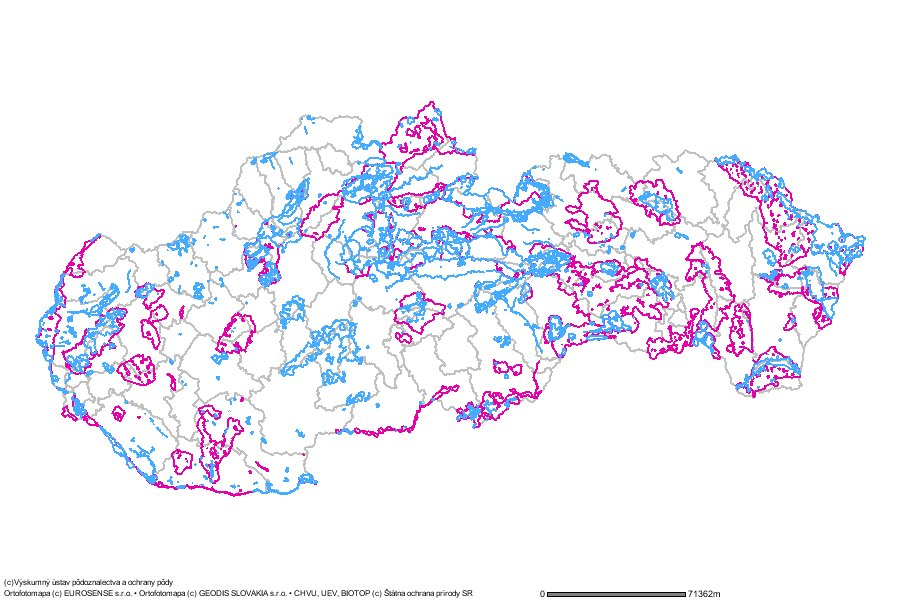 (c)Výskumný ústav pôdoznalectva a ochrany pôdy
Ortofotomapa (c) EUROSENSE s.r.o. • Ortofotomapa (c) GEODIS SLOVAKIA s.r.o. • CHVU, UEV, BIOTOP (c) Štátna ochrana prírody SR
0 71362m